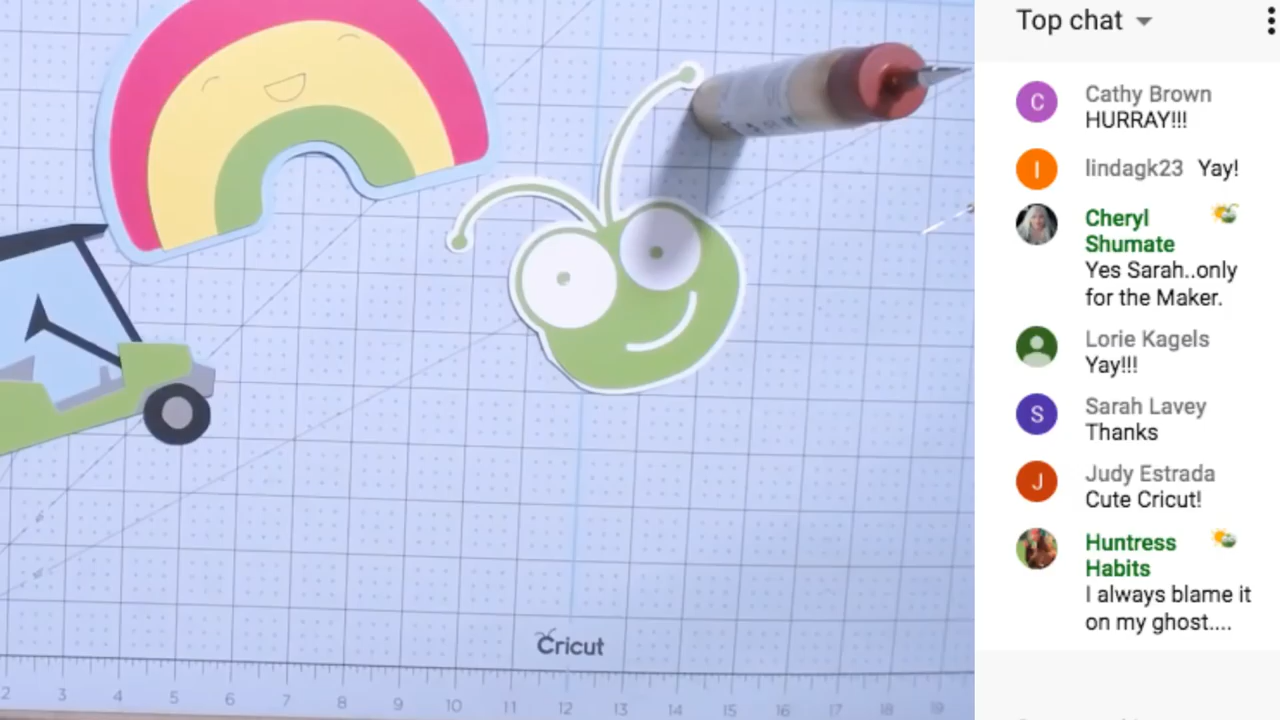 Top chat
C
Cathy Brown
HURRAY!!!
I
lindagk23 Yay!
Cheryl
Shumate
Yes Sarah..only
for the Maker.
Lorie Kagels
Yay!!!
S
Sarah Lavey
Thanks
J
Judy Estrada
Cute Cricut!
Huntress
Habits
I always blame it
on my ghost....
Cricut
2 3 4 5 6 7 8 9 10 11 12 13 14 15 16 17 18 19